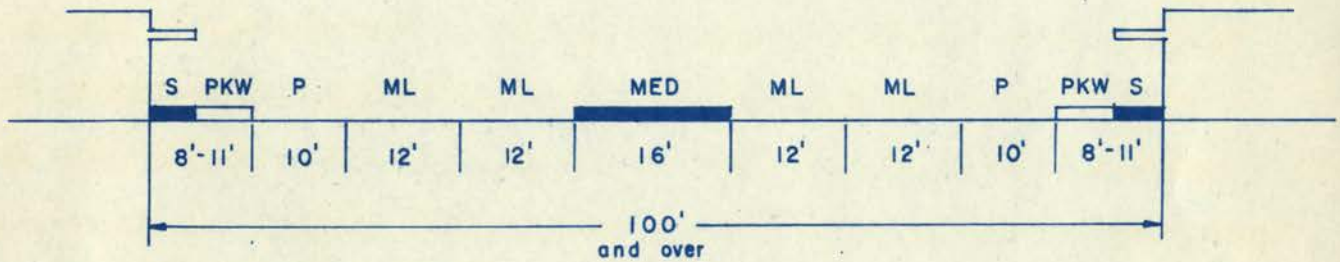 S PKW P ML ML MED ML ML P PKW S
8'-11' 10' 12' 12' 16' 12' 12' 10' 8'-11'
100'
and over